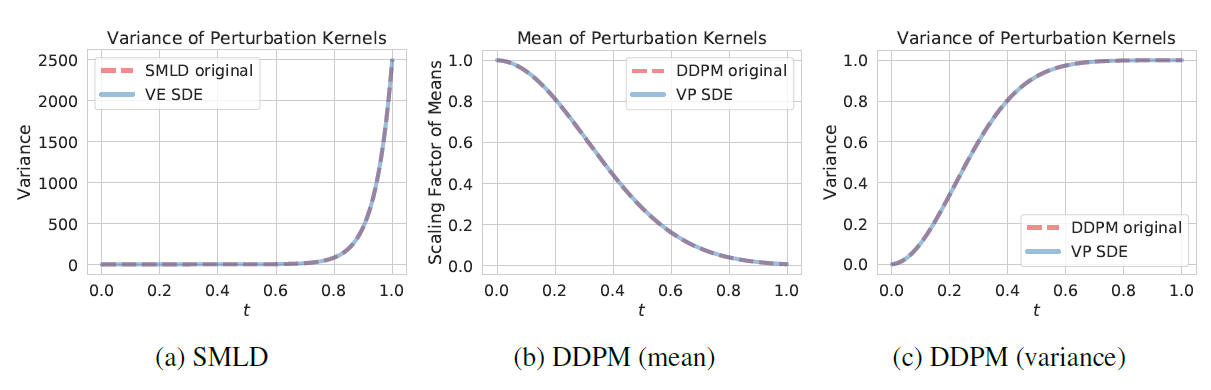 Variance of Perturbation Kernels
SMLD original
VE SDE
2500
2000
1500
1000
500
0
Variance
0.0 0.2 0.4 0.6 0.8 1.0
t
(a) SMLD
Mean of Perturbation Kernels
DDPM original
VP SDE
1.0
0.8
0.6
0.4
0.2
0.0
Scaling Factor of Means
0.0 0.2 0.4 0.6 0.8 1.0
t
(b) DDPM (mean)
Variance of Perturbation Kernels
1.0
0.8
0.6
0.4
0.2
0.0
Variance
DDPM original
VP SDE
0.0 0.2 0.4 0.6 0.8 1.0
t
(c) DDPM (variance)